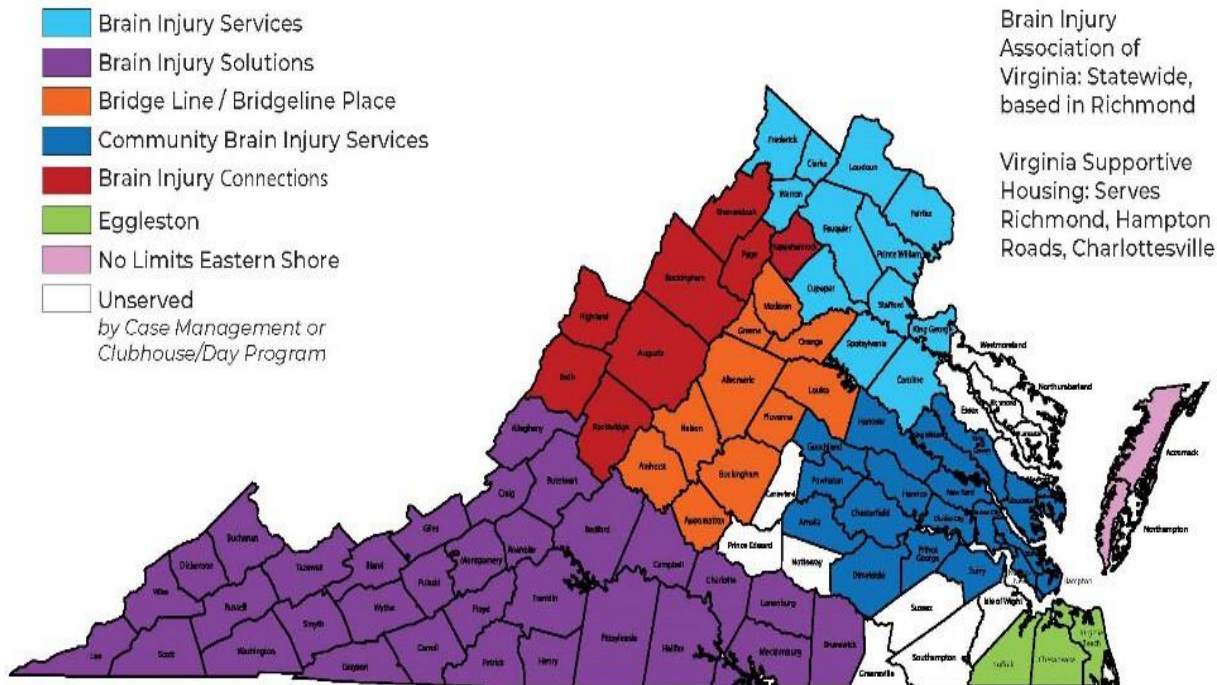 Brain Injury Services
Brain Injury Solutions
Bridge Line / Bridgeline Place
Community Brain Injury Services
Brain Injury Connections
Eggleston
No Limits Eastern Shore
Unserved
by Case Management or
Clubhouse/Day Program
Brain Injury
Association of
Virginia: Statewide,
based in Richmond
Virginia Supportive
Housing: Serves
Richmond, Hampton
Roads, Charlottesville
Frederick
Clarke
Loudoun
Warren
Fairfax
Shenandoah
Fauquier
Page
Rappahannock
Prince William
Rockingham
Culpeper
Madison
Stafford
Highland
Greene
Orange
King George
Westmoreland
Augusta
Spotsylvania
Northumberland
Bath
Albemarle
Louisa
Caroline
Essex
Richmond
Fluvanna
Hanover
Accomack
Alleghany
Rockbridge
Nelson
Goochland
Amherst
Buckingham
Powhatan
Henrico
New Kent
Craig
Botetourt
Cumberland
Chesterfield
Charles City
Gloucester
Appomattox
Amelia
Northampton
Giles
Bedford
Prince Edward
Prince
George
Buchanan
Roanoke
Montgomery
Campbell
Nottoway
Dinwiddie
Surry
Hampton
Dickenson
Tazewell
Bland
Pulaski
Charlotte
Isle of Wight
Wise
Russell
Wythe
Floyd
Franklin
Lunenburg
Sussex
Smyth
Virginia
Beach
Lee
Scott
Washington
Grayson
Carroll
Patrick
Henry
Pittsylvania
Halifax
Mecklenburg
Brunswick
Greensville
Southampton
Suffolk
Chesapeake